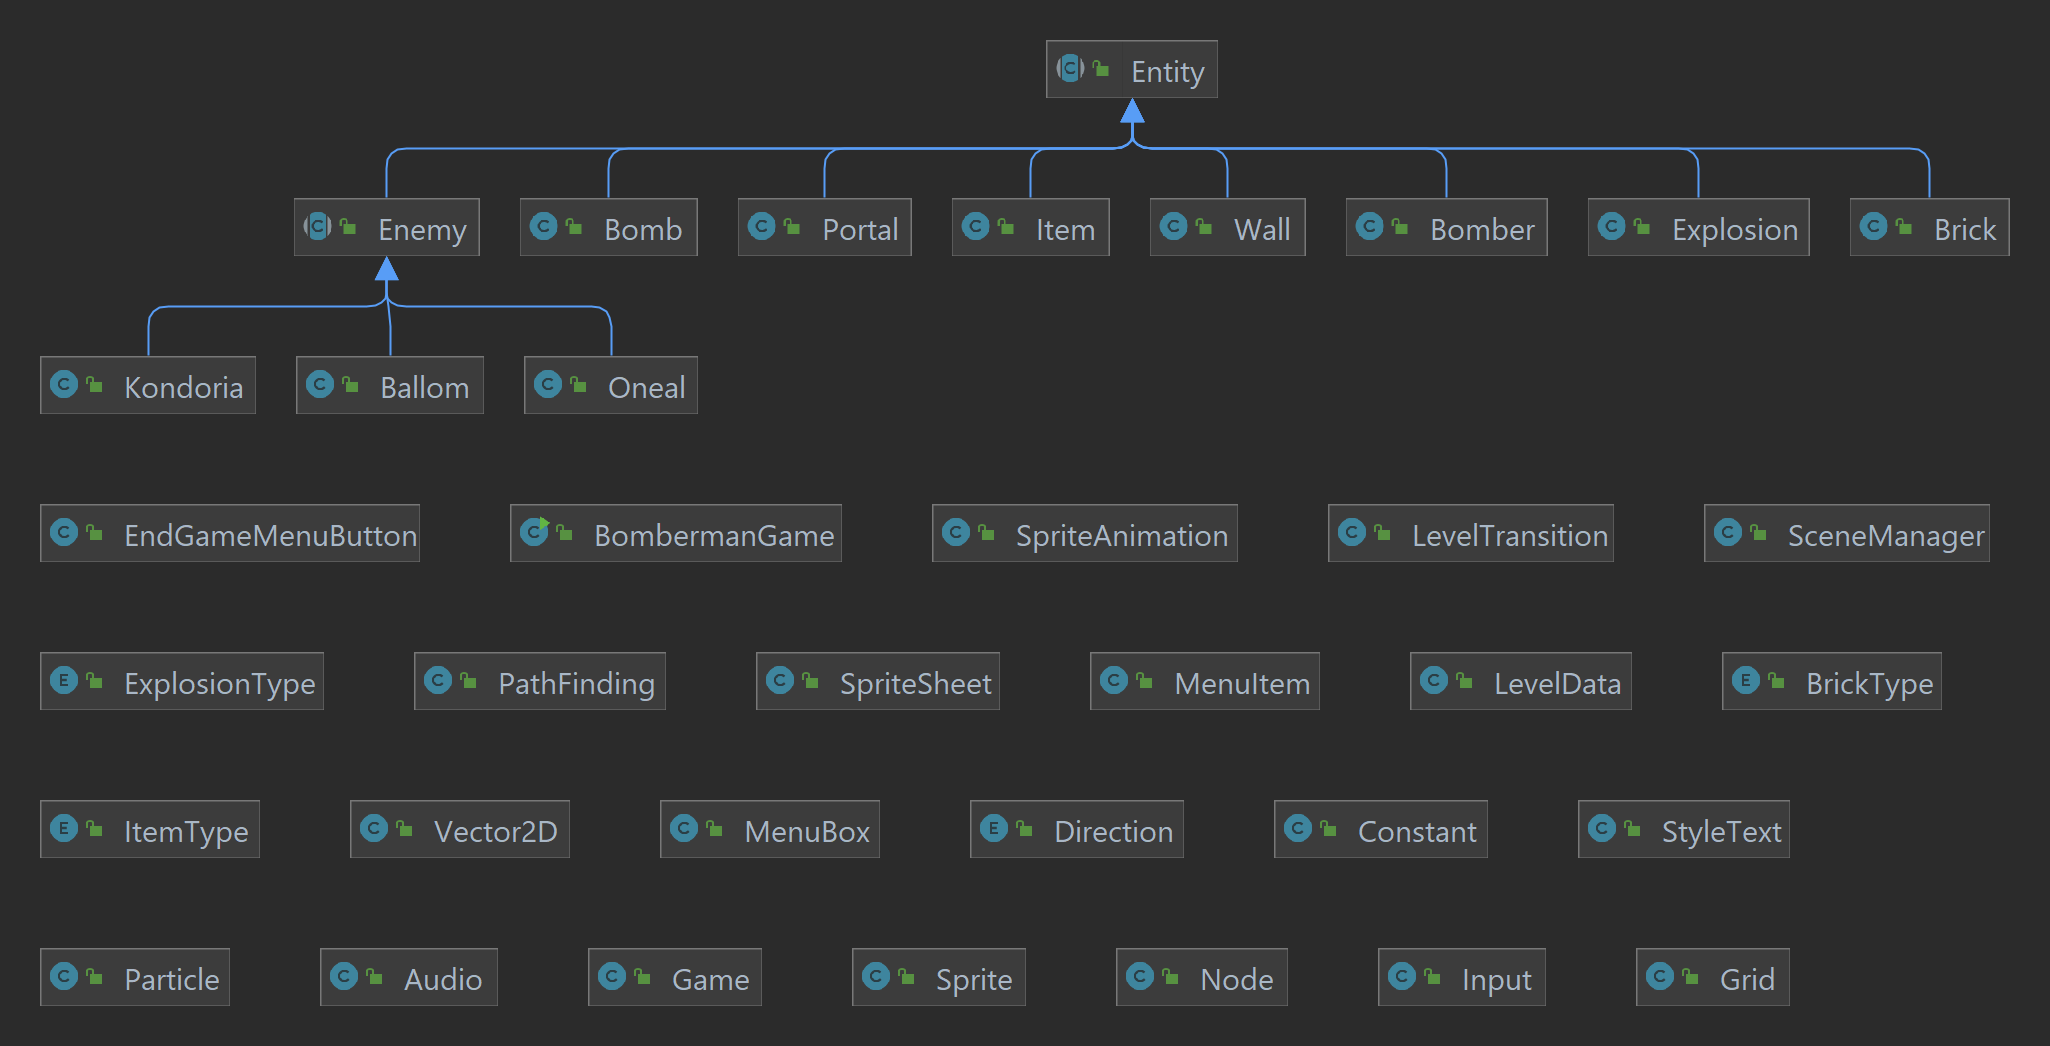 Entity
Enemy Bomb Portal Item Wall Bomber Explosion Brick
Kondoria Ballom Oneal
EndGameMenuButton BombermanGame SpriteAnimation LevelTransition SceneManager
ExplosionType PathFinding SpriteSheet MenuItem LevelData BrickType
ItemType Vector2D MenuBox Direction Constant StyleText
Particle Audio Game Sprite Node Input Grid